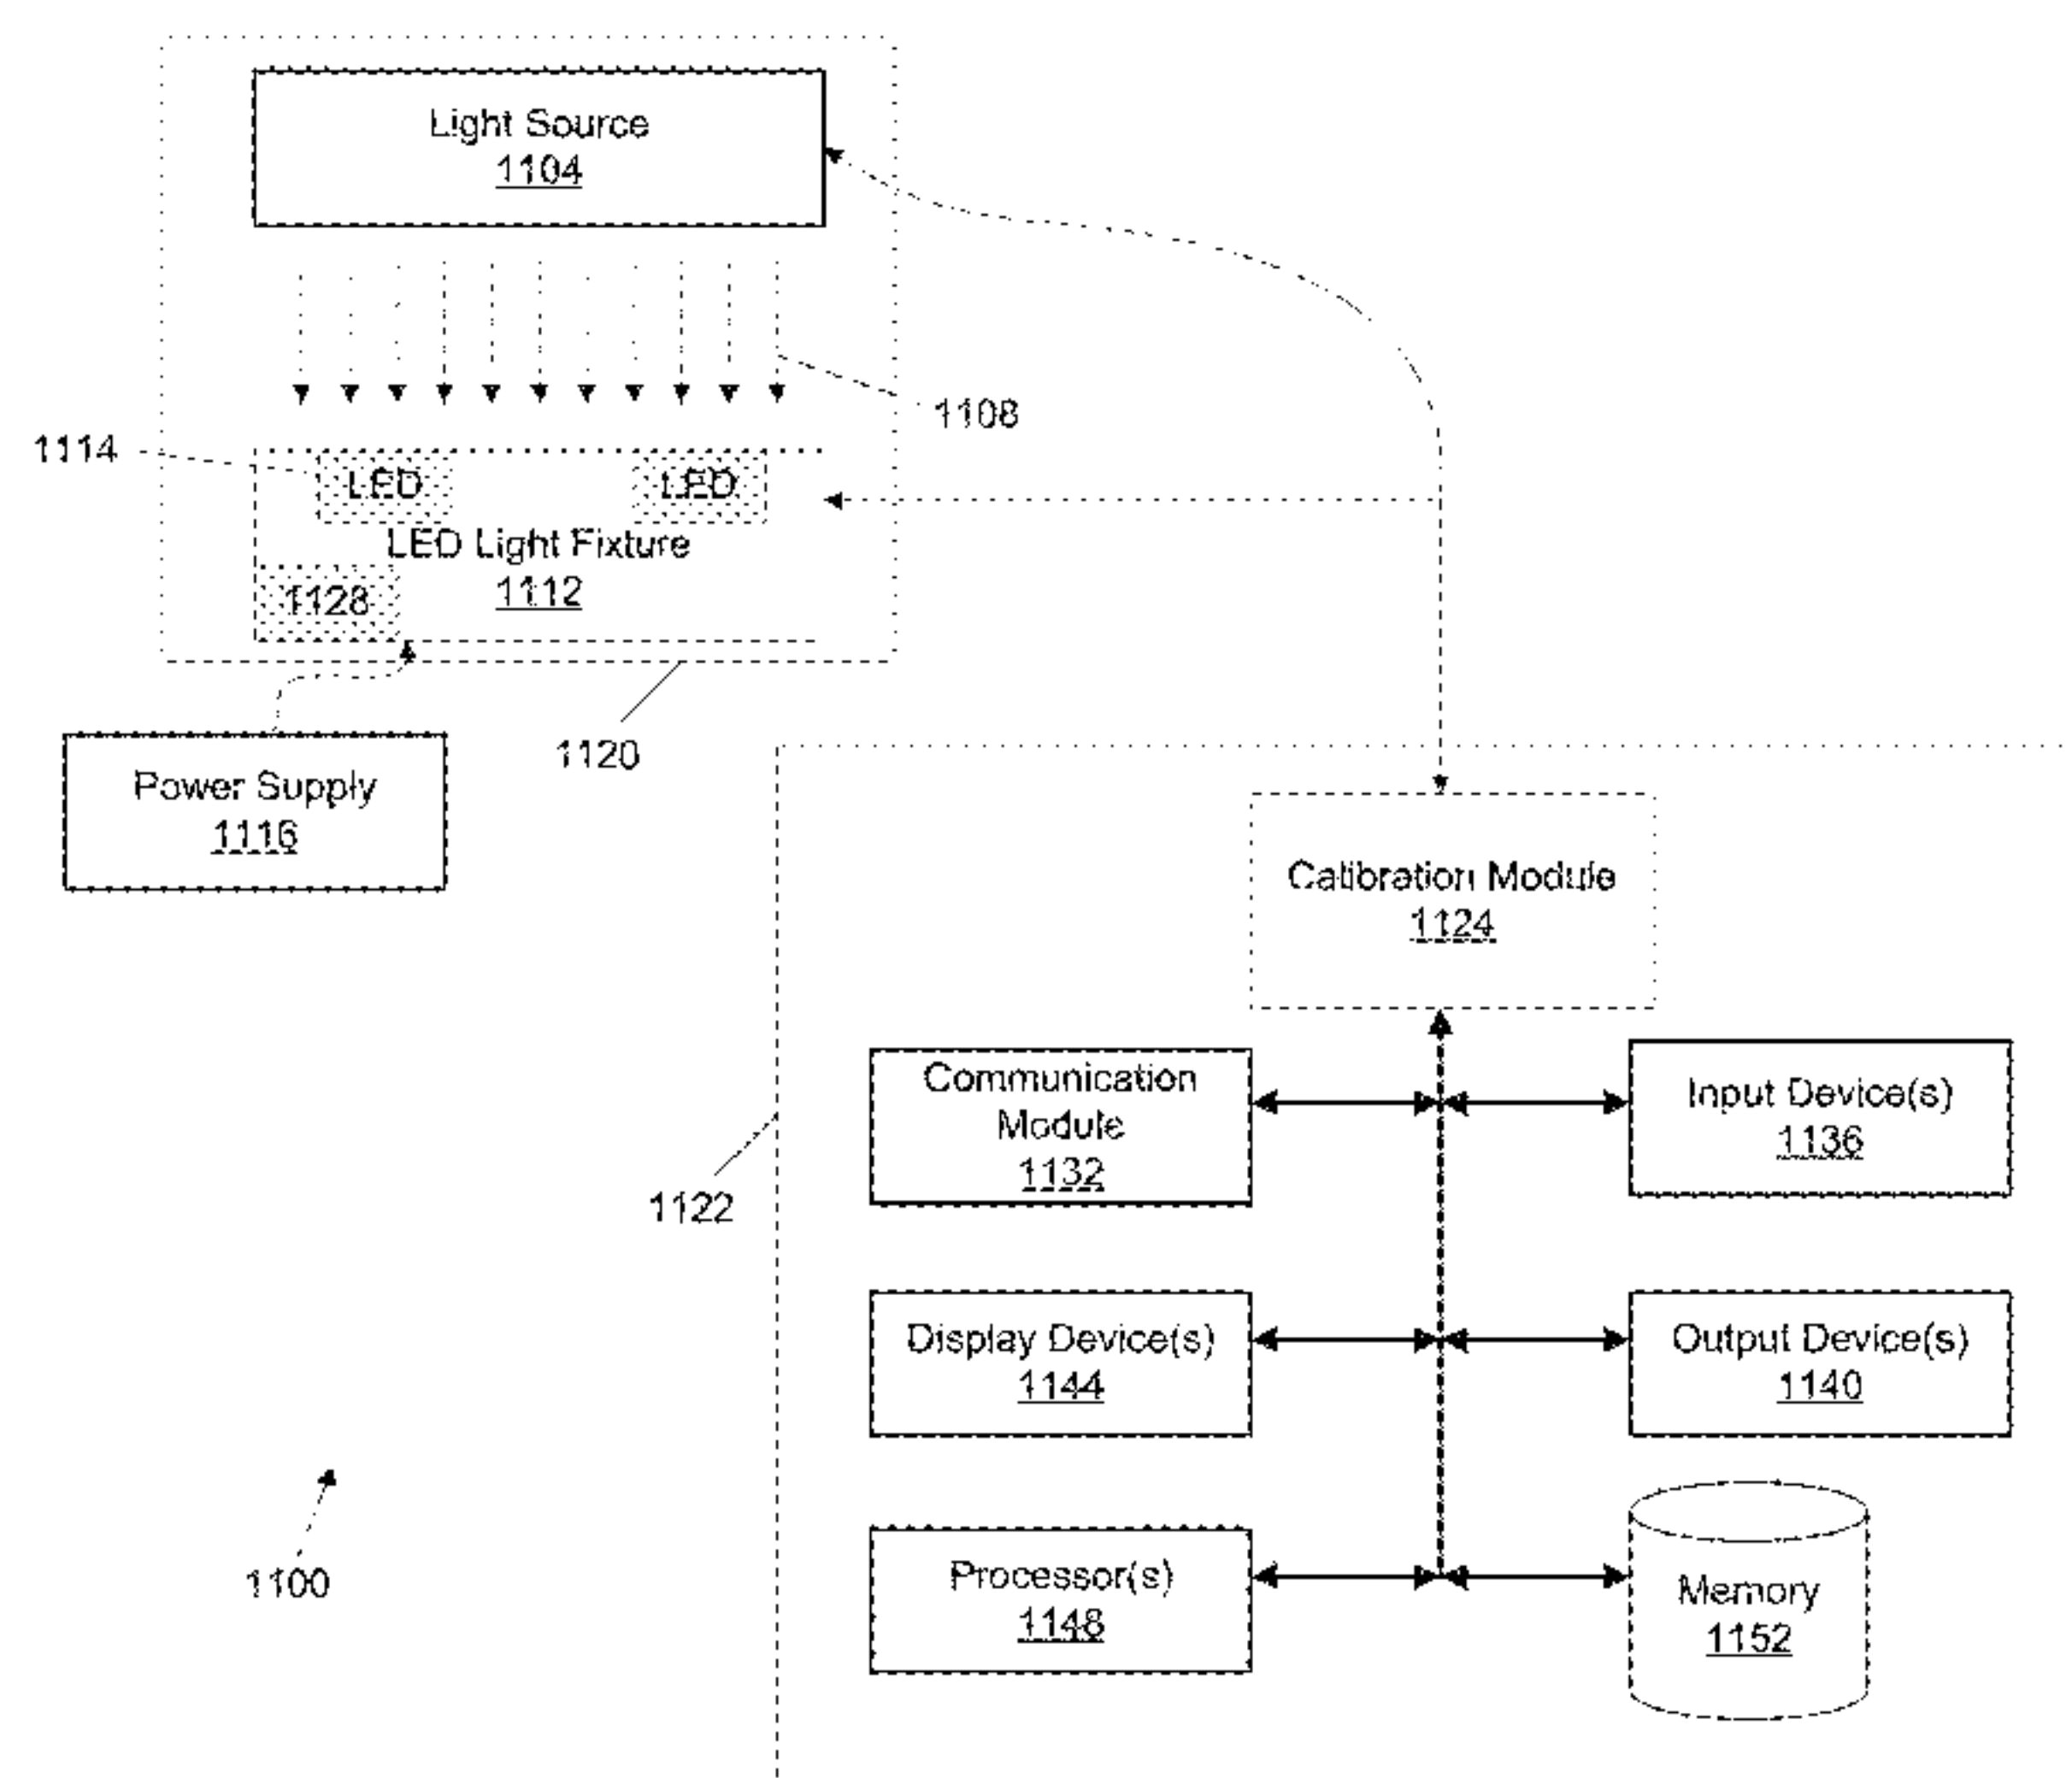 Light Source
1104
1108
1114
LED
LED
LED Light Fixture
1112
1128
1120
Power Supply
1116
Calibration Module
1124
Communication
Module
1132
Input Device(s)
1136
1122
Display Device(s)
1144
Output Device(s)
1140
1100
Processor(s)
1148
Memory
1152